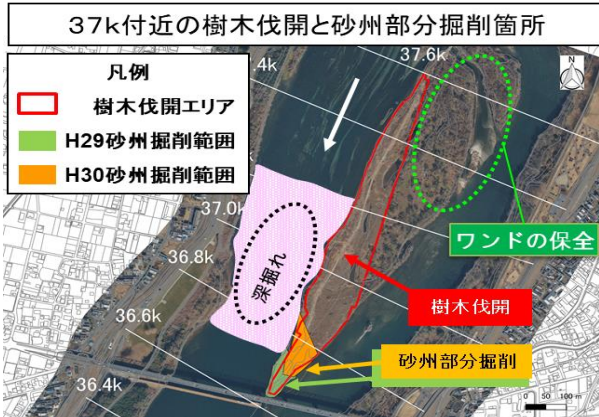 37k付近の樹木伐開と砂州部分掘削箇所
凡例
樹木伐開エリア
H29砂州掘削範囲
H30砂州掘削範囲
.4k
37.6k
N
37.0k
36.8k
36.6k
36.4k
深掘れ
ワンドの保全
樹木伐開
砂州部分掘削
0 50 100 m